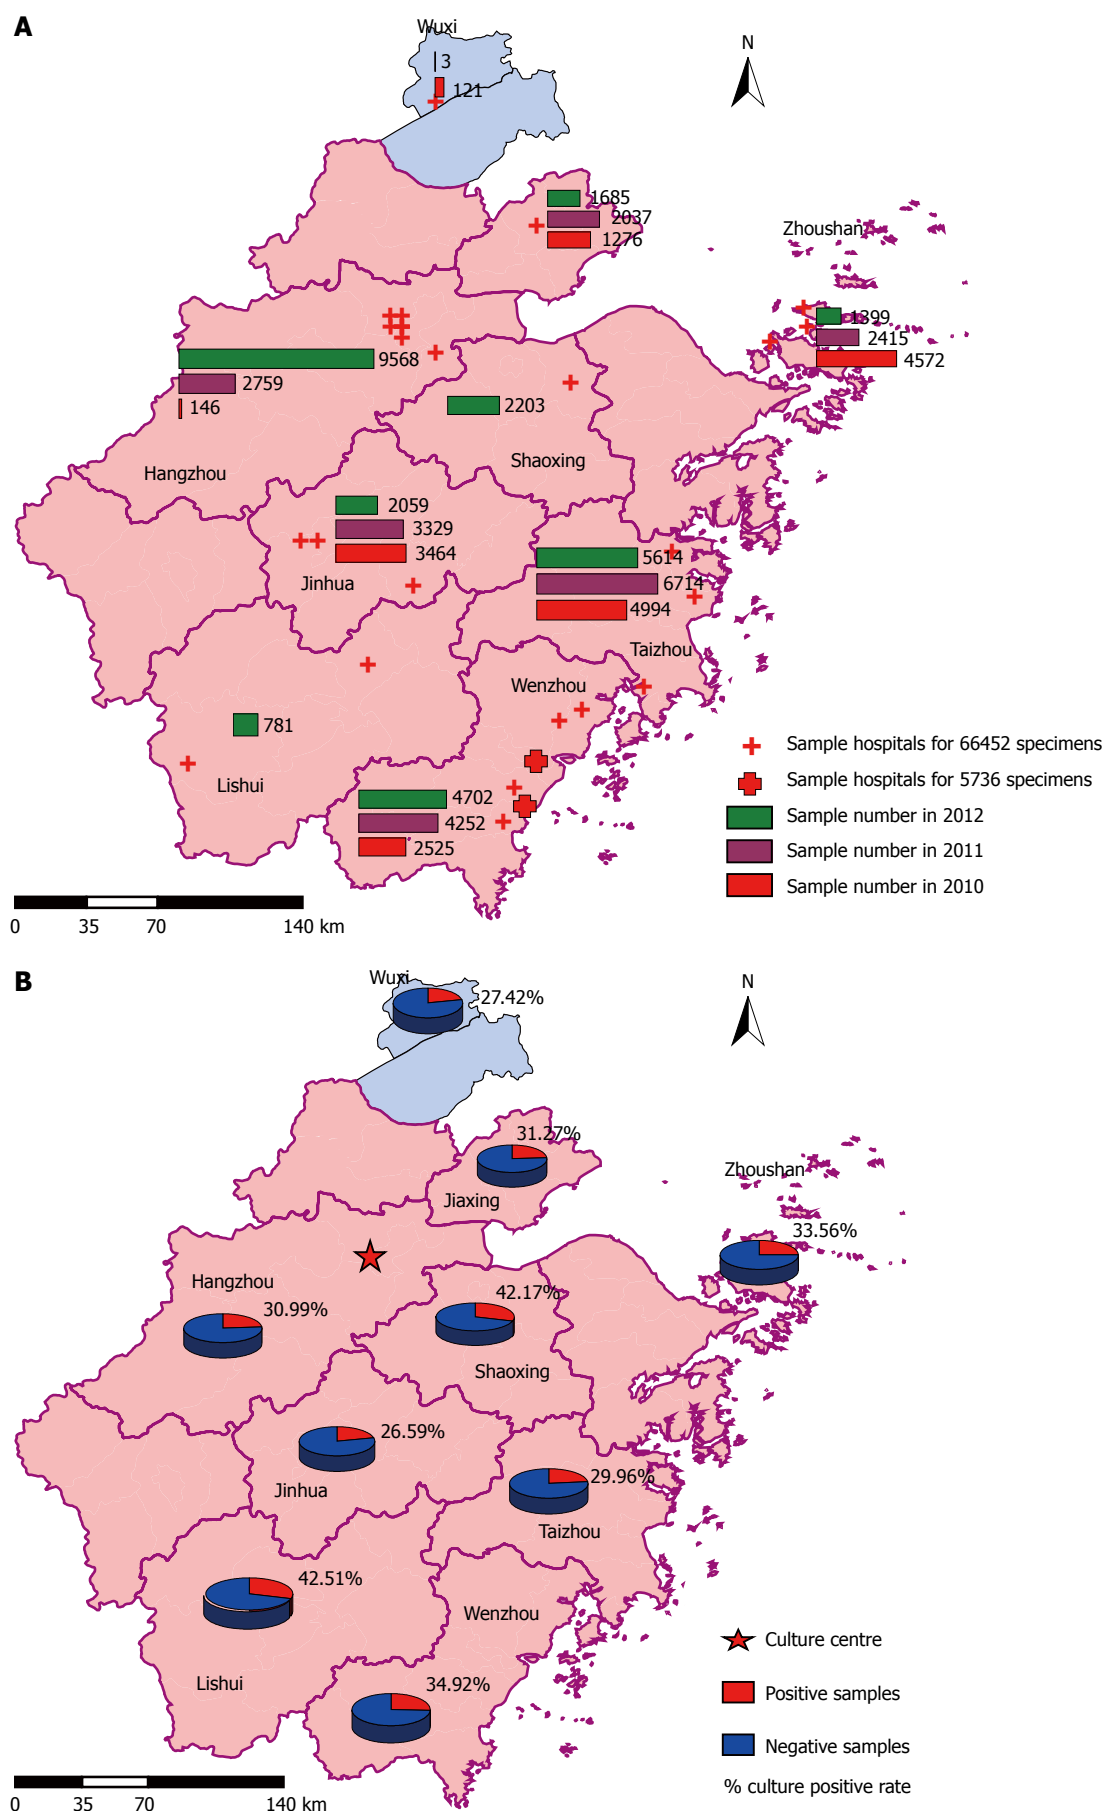 A
Wuxi
N
3
121
1685
2037
1276
Zhoushan
1399
2415
4572
9568
2759
146
2203
Hangzhou
Shaoxing
2059
3329
3464
Jinhua
5614
6714
4994
Taizhou
Wenzhou
781
Lishui
4702
4252
2525
Sample hospitals for 66452 specimens
Sample hospitals for 5736 specimens
Sample number in 2012
Sample number in 2011
Sample number in 2010
0 35 70 140 km
B
Wuxi
N
27.42%
31.27%
Jiaxing
Zhoushan
33.56%
Hangzhou
30.99%
42.17%
Shaoxing
26.59%
Jinhua
29.96%
Taizhou
42.51%
Wenzhou
Lishui
34.92%
Culture centre
Positive samples
Negative samples
% culture positive rate
0 35 70 140 km